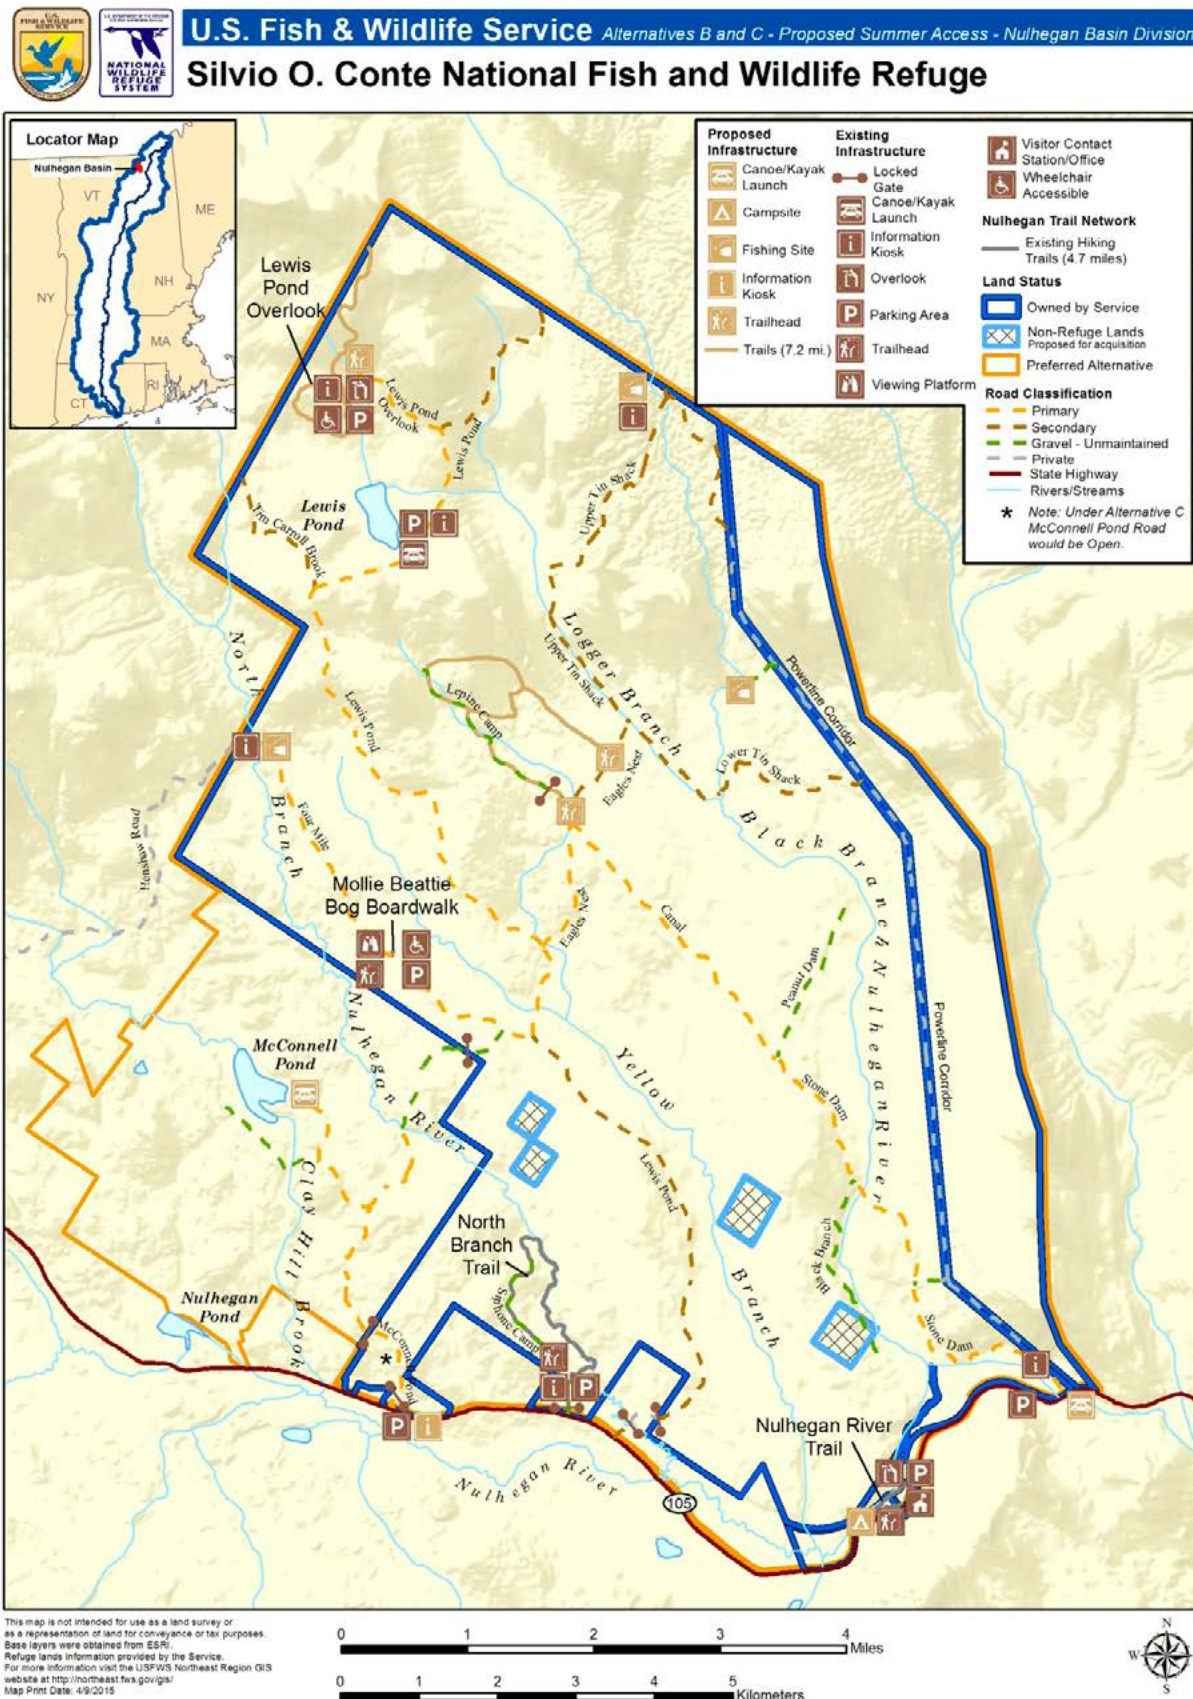 U.S.
FISH & WILDLIFE
SERVICE
NATIONAL
WILDLIFE
REFUGE
SYSTEM
U.S. Fish & Wildlife Service Alternatives B and C - Proposed Summer Access - Nulhegan Basin Division
Silvio O. Conte National Fish and Wildlife Refuge
Locator Map
Nulhegan Basin
VT
ME
NH
NY
MA
CT
RI
Proposed
Infrastructure
Canoe/Kayak
Launch
Campsite
Fishing Site
Information
Kiosk
Trailhead
Trails (7.2 mi.)
Existing
Infrastructure
Locked
Gate
Canoe/Kayak
Launch
Information
Kiosk
Overlook
Parking Area
Trailhead
Viewing Platform
Visitor Contact
Station/Office
Wheelchair
Accessible
Nulhegan Trail Network
Existing Hiking
Trails (4.7 miles)
Land Status
Owned by Service
Non-Refuge Lands
Proposed for acquisition
Preferred Alternative
Road Classification
Primary
Secondary
Gravel - Unmaintained
Private
State Highway
Rivers/Streams
* Note: Under Alternative C
McConnell Pond Road
would be Open.
Lewis
Pond
Overlook
Lewis Pond
Overlook
Lewis Pond
Upper Tin Shack
Lewis
Pond
Tim Carroll Brook
North
Branch
Nulhegan
River
Logger Branch
Upper Tin Shack
Powerline Corridor
Lepine Camp
Lewis Pond
Eagles Nest
Lower Tin Shack
Black Branch Nulhegan River
Four Mile
Henshaw Road
Mollie Beattie
Bog Boardwalk
Eagles Nest
Canal
Peanut Dam
Powerline Corridor
McConnell
Pond
Yellow
Branch
Stone Dam
Lewis Pond
Clay Hill Brook
North
Branch
Trail
Black Branch
Nulhegan
Pond
Stone Dam
McConnell Pond
*
Nulhegan River
Trail
Nulhegan River
105
This map is not intended for use as a land survey or
as a representation of land for conveyance or tax purposes.
Base layers were obtained from ESRI.
Refuge lands information provided by the Service.
For more information visit the USFWS Northeast Region GIS
website at http://northeast.fws.gov/gis/
Map Print Date: 4/9/2015
0 1 2 3 4
Miles
0 1 2 3 4 5
Kilometers
N
W
S